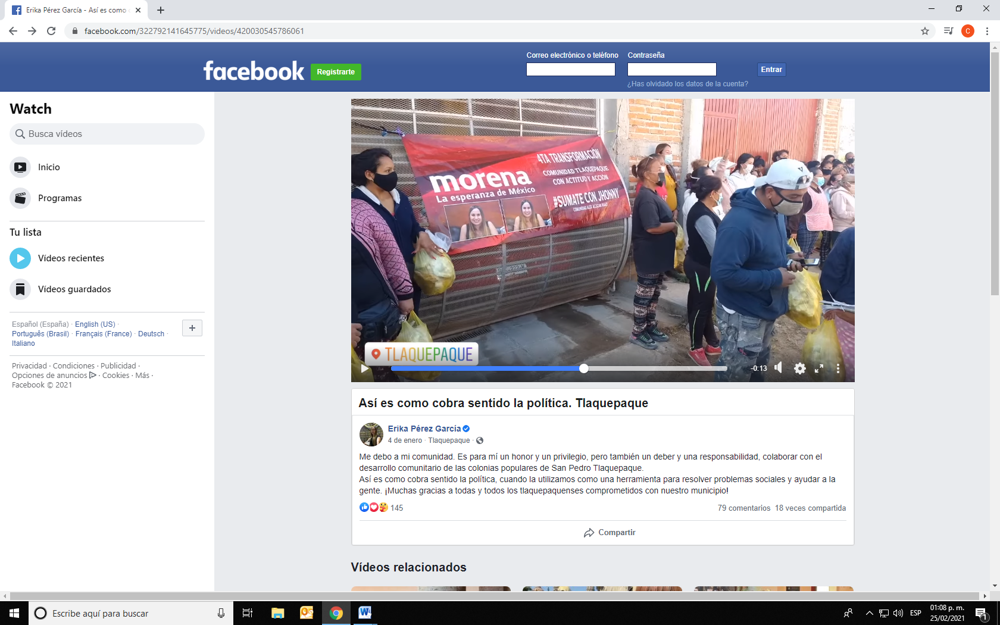 Erika Pérez García - Así es como
facebook.com/322792141645775/videos/420030545786061
C
facebook
Registrarte
Correo electrónico o teléfono
Contraseña
Entrar
¿Has olvidado los datos de la cuenta?
Watch
Busca vídeos
Inicio
Programas
Tu lista
Vídeos recientes
Vídeos guardados
Español (España) · English (US) ·
Português (Brasil) · Français (France) · Deutsch ·
Italiano
+
Privacidad · Condiciones · Publicidad ·
Opciones de anuncios · Cookies · Más ·
Facebook © 2021
4TA TRANSFORMACIÓN
morena
La esperanza de México
COMUNIDAD TLAQUEPAQUE
CON ACTITUD Y ACCIÓN
#SUMATE CON JHONNY
TLAQUEPAQUE
-0:13
Así es como cobra sentido la política. Tlaquepaque
Erika Pérez García
4 de enero · Tlaquepaque ·
Me debo a mi comunidad. Es para mí un honor y un privilegio, pero también un deber y una responsabilidad, colaborar con el
desarrollo comunitario de las colonias populares de San Pedro Tlaquepaque.
Así es como cobra sentido la política, cuando la utilizamos como una herramienta para resolver problemas sociales y ayudar a la
gente. ¡Muchas gracias a todas y todos los tlaquepaquenses comprometidos con nuestro municipio!
145
79 comentarios 18 veces compartida
Compartir
Vídeos relacionados
Escribe aquí para buscar
ESP
01:08 p. m.
25/02/2021
1